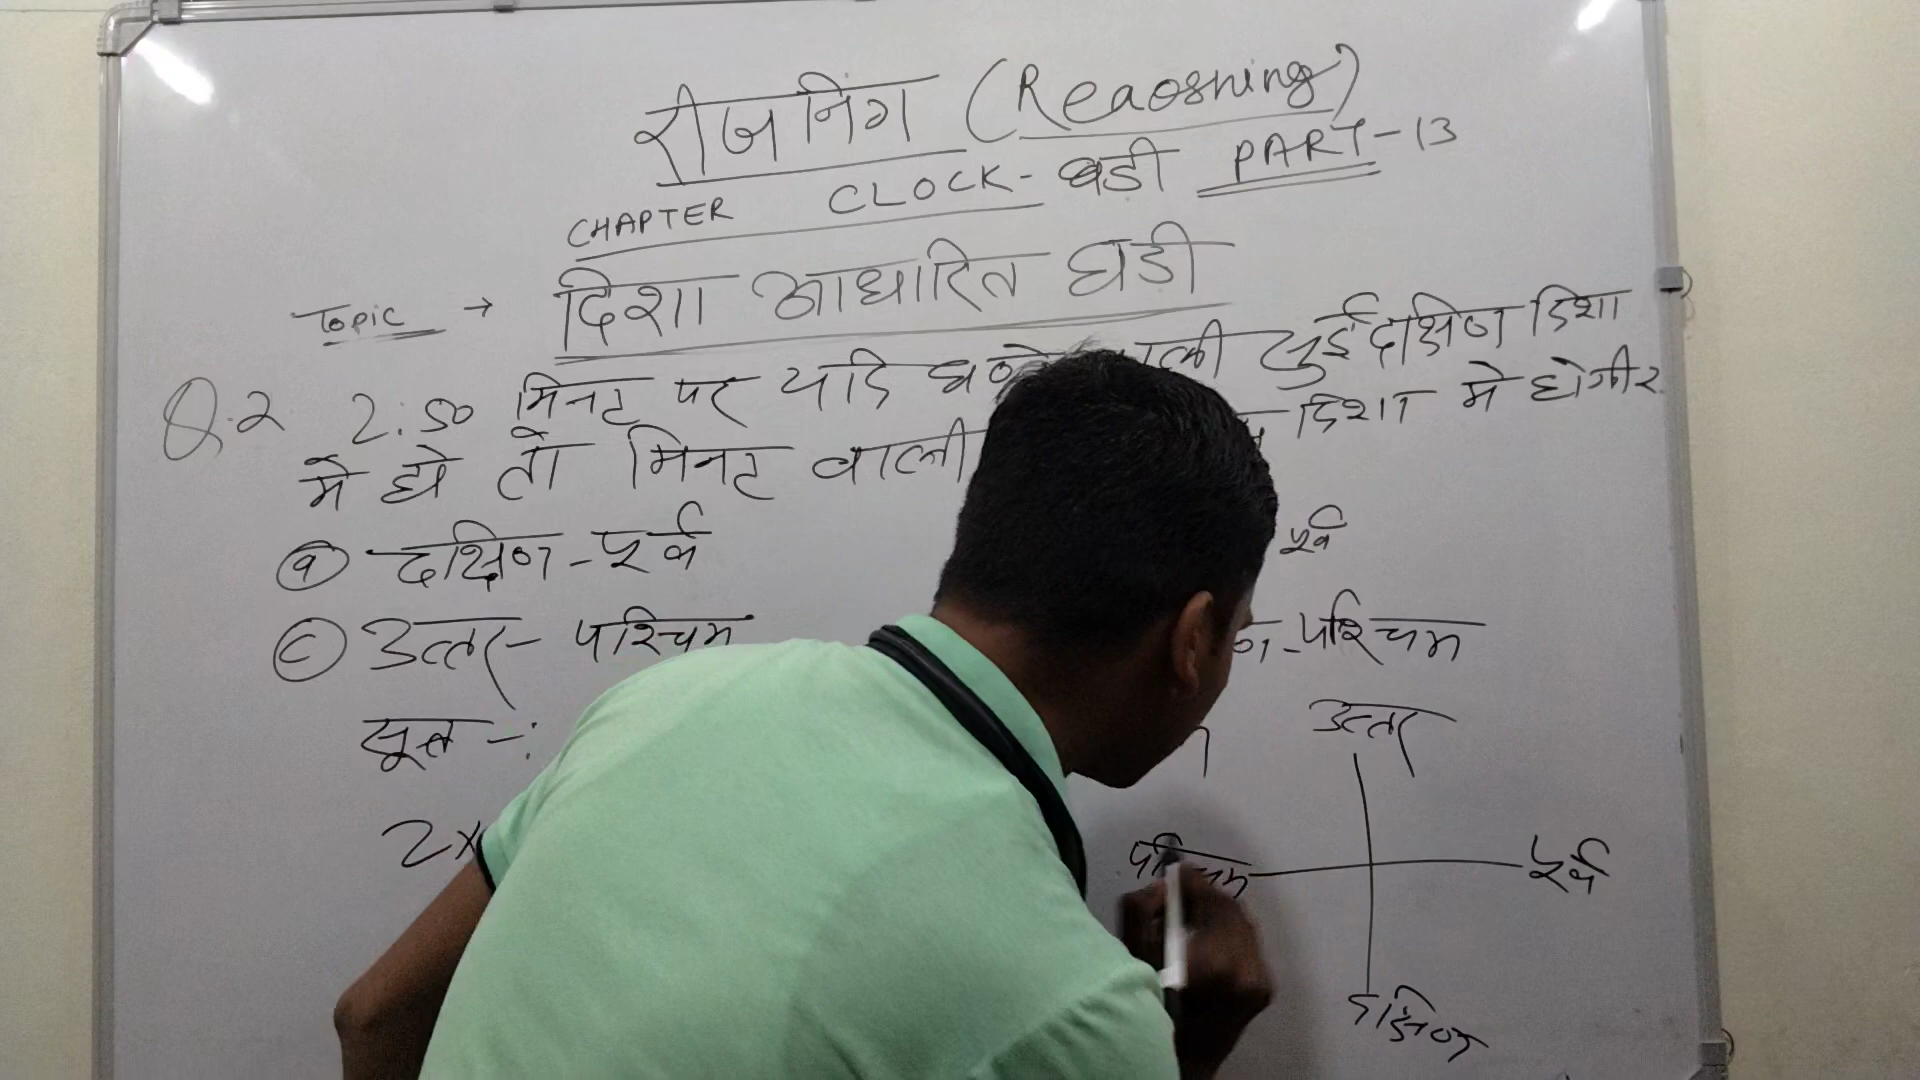 रीजनिंग (Reaosning)
CHAPTER CLOCK- घडी PART-13
Topic → दिशा आधारित घडी
Q.2 2:50 मिनट पर यदि सुई दक्षिण दिशा
मे हो तो मिनट वाली दिशा मे होगी?
(a) दक्षिण-पूर्व पूर्व
(c) उत्तर-पश्चिम -पश्चिम
सूत्र -:
उत्तर
2x
पश्चिम पूर्व
दक्षिण